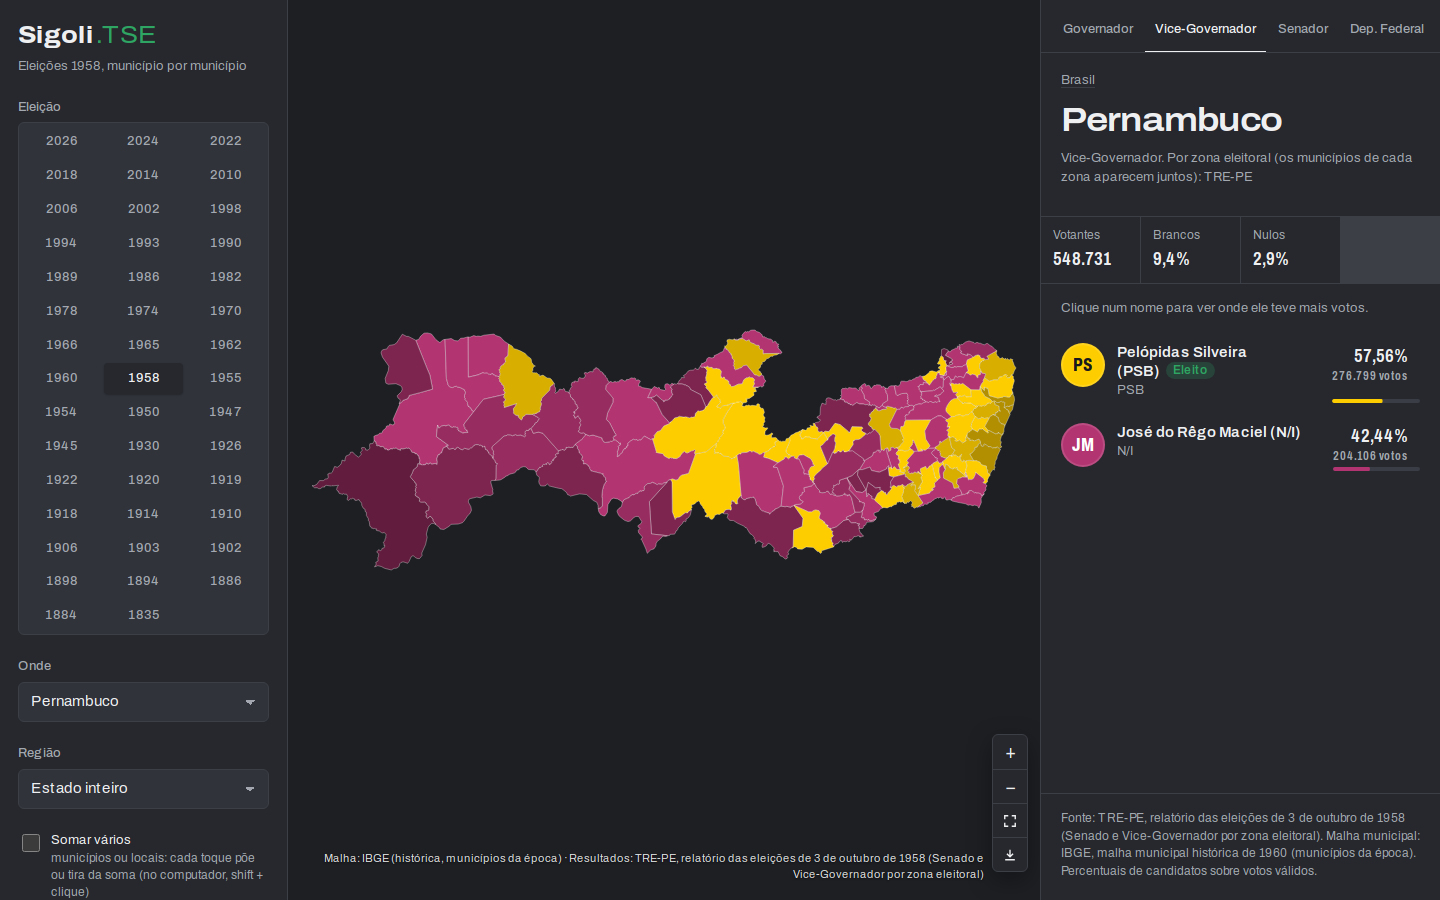 Sigoli.TSE
Eleições 1958, município por município
Eleição
2026 2024 2022
2018 2014 2010
2006 2002 1998
1994 1993 1990
1989 1986 1982
1978 1974 1970
1966 1965 1962
1960 1958 1955
1954 1950 1947
1945 1930 1926
1922 1920 1919
1918 1914 1910
1906 1903 1902
1898 1894 1886
1884 1835
Onde
Pernambuco
Região
Estado inteiro
Somar vários
municípios ou locais: cada toque põe
ou tira da soma (no computador, shift +
clique)
+
−
Malha: IBGE (histórica, municípios da época) · Resultados: TRE-PE, relatório das eleições de 3 de outubro de 1958 (Senado e
Vice-Governador por zona eleitoral)
Governador Vice-Governador Senador Dep. Federal
Brasil
Pernambuco
Vice-Governador. Por zona eleitoral (os municípios de cada
zona aparecem juntos): TRE-PE
Votantes Brancos Nulos
548.731 9,4% 2,9%
Clique num nome para ver onde ele teve mais votos.
PS
Pelópidas Silveira
(PSB) Eleito
PSB
57,56%
276.799 votos
JM
José do Rêgo Maciel (N/I)
N/I
42,44%
204.106 votos
Fonte: TRE-PE, relatório das eleições de 3 de outubro de 1958
(Senado e Vice-Governador por zona eleitoral). Malha municipal:
IBGE, malha municipal histórica de 1960 (municípios da época).
Percentuais de candidatos sobre votos válidos.